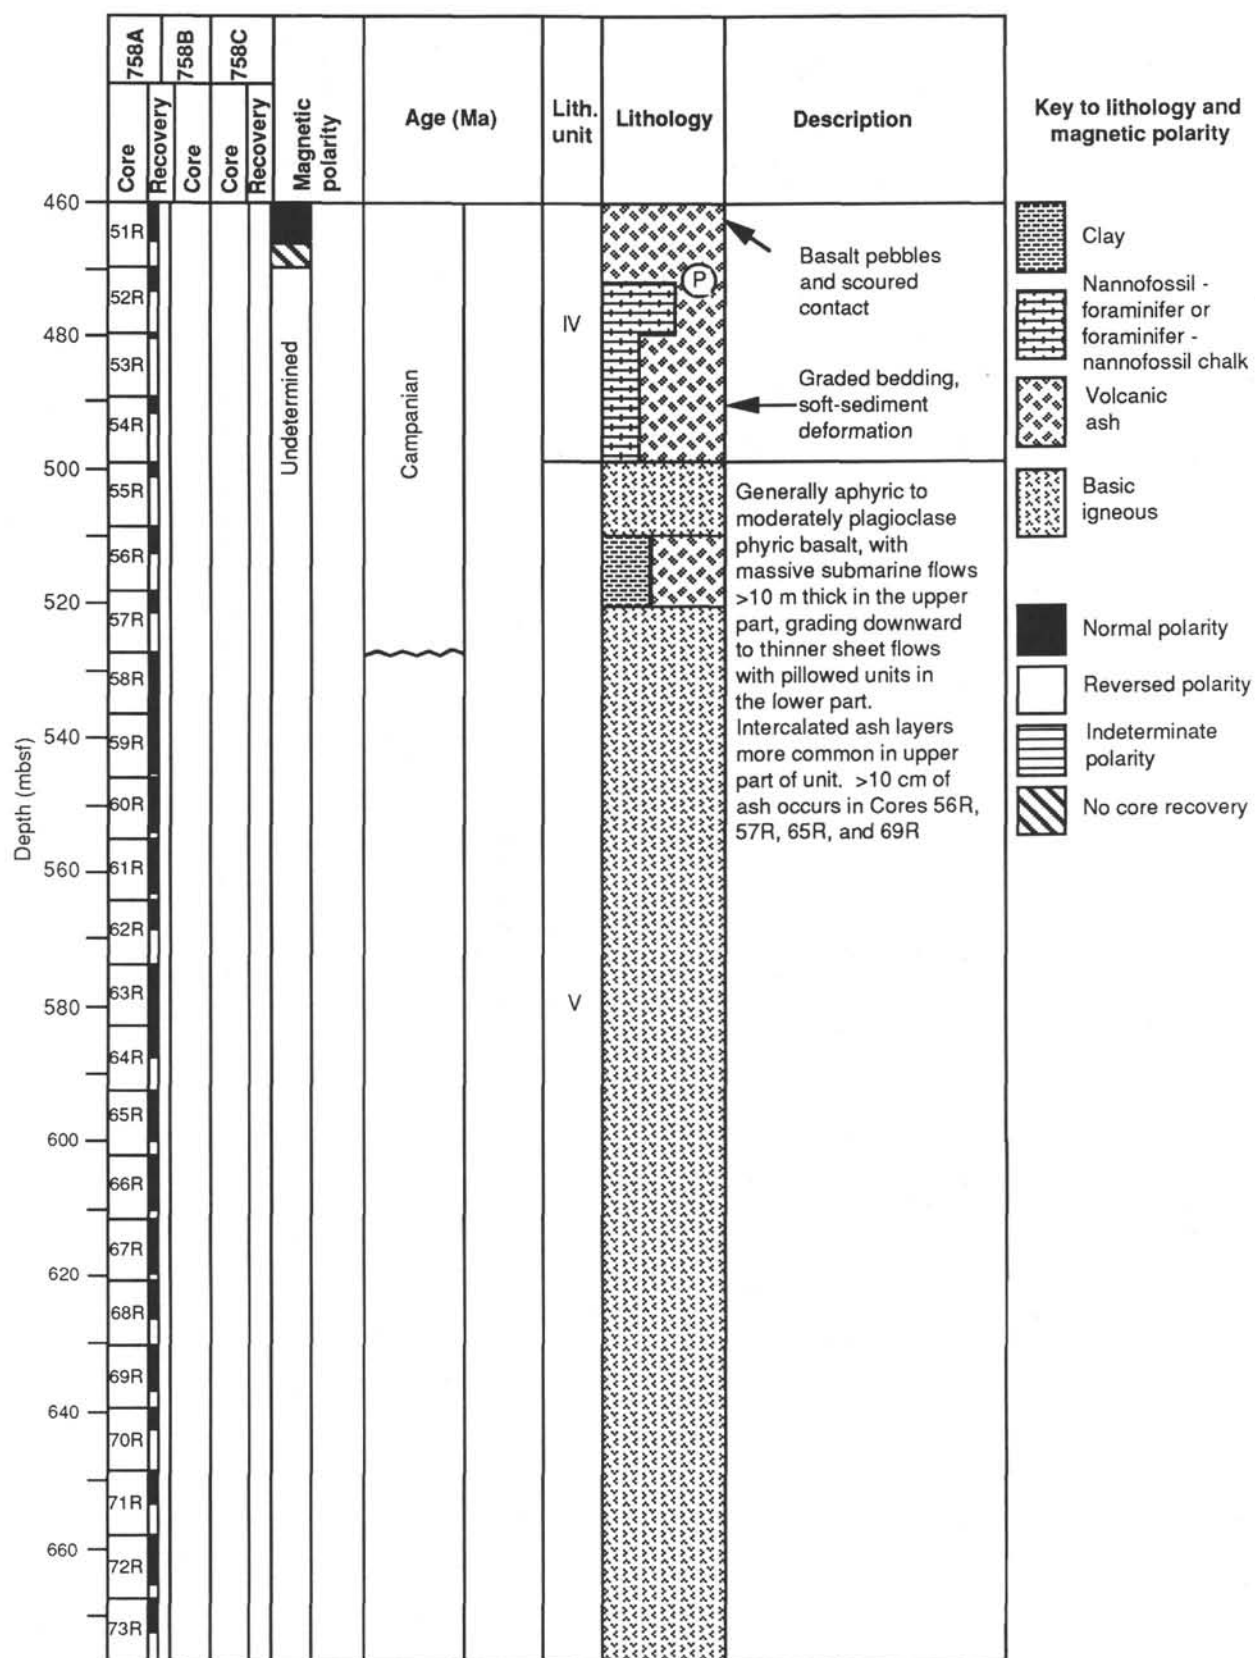 758A
758B
758C
Core
Recovery
Core
Core
Recovery
Magnetic
polarity
Age (Ma)
Lith.
unit
Lithology
Description
Key to lithology and
magnetic polarity
Depth (mbsf)
460
480
500
520
540
560
580
600
620
640
660
51R
52R
53R
54R
55R
56R
57R
58R
59R
60R
61R
62R
63R
64R
65R
66R
67R
68R
69R
70R
71R
72R
73R
Undetermined
Campanian
IV
V
P
Basalt pebbles
and scoured
contact
Graded bedding,
soft-sediment
deformation
Generally aphyric to
moderately plagioclase
phyric basalt, with
massive submarine flows
>10 m thick in the upper
part, grading downward
to thinner sheet flows
with pillowed units in
the lower part.
Intercalated ash layers
more common in upper
part of unit. >10 cm of
ash occurs in Cores 56R,
57R, 65R, and 69R
Clay
Nannofossil -
foraminifer or
foraminifer -
nannofossil chalk
Volcanic
ash
Basic
igneous
Normal polarity
Reversed polarity
Indeterminate
polarity
No core recovery